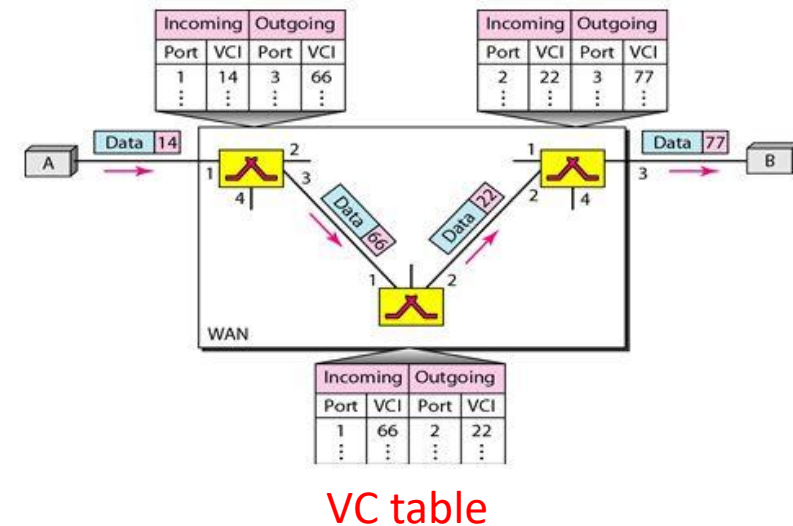 Incoming Outgoing
Port VCI Port VCI
1 14 3 66
⋮ ⋮ ⋮ ⋮
Incoming Outgoing
Port VCI Port VCI
2 22 3 77
⋮ ⋮ ⋮ ⋮
A
Data 14
1
2
3
4
Data 66
1
2
Data 22
1
2
3
4
Data 77
B
WAN
Incoming Outgoing
Port VCI Port VCI
1 66 2 22
⋮ ⋮ ⋮ ⋮
VC table